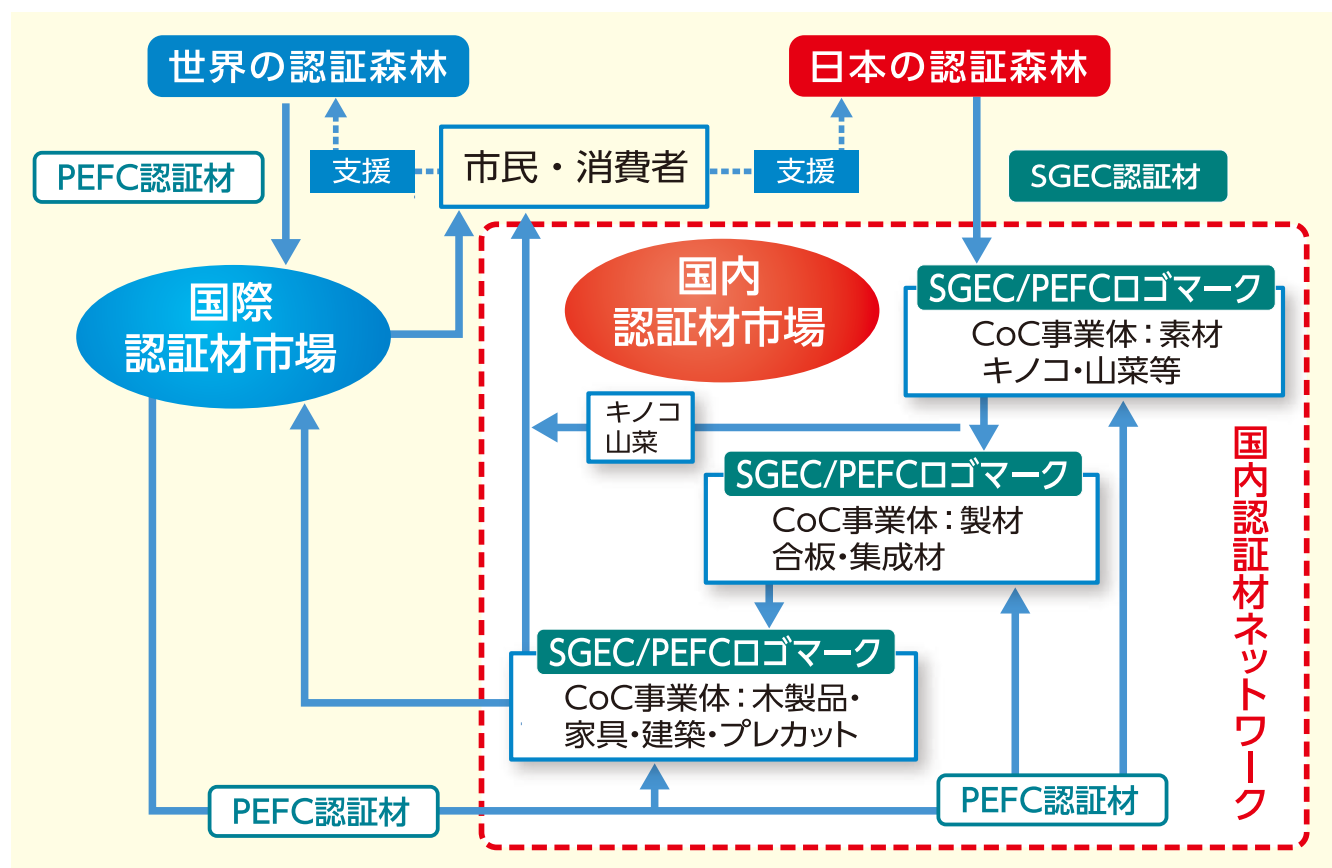 世界の認証森林
日本の認証森林
PEFC認証材
支援
市民・消費者
支援
SGEC認証材
国際
認証材市場
国内
認証材市場
SGEC/PEFCロゴマーク
CoC事業体：素材
キノコ・山菜等
キノコ
山菜
SGEC/PEFCロゴマーク
CoC事業体：製材
合板・集成材
国内認証材ネットワーク
SGEC/PEFCロゴマーク
CoC事業体：木製品・
家具・建築・プレカット
PEFC認証材
PEFC認証材